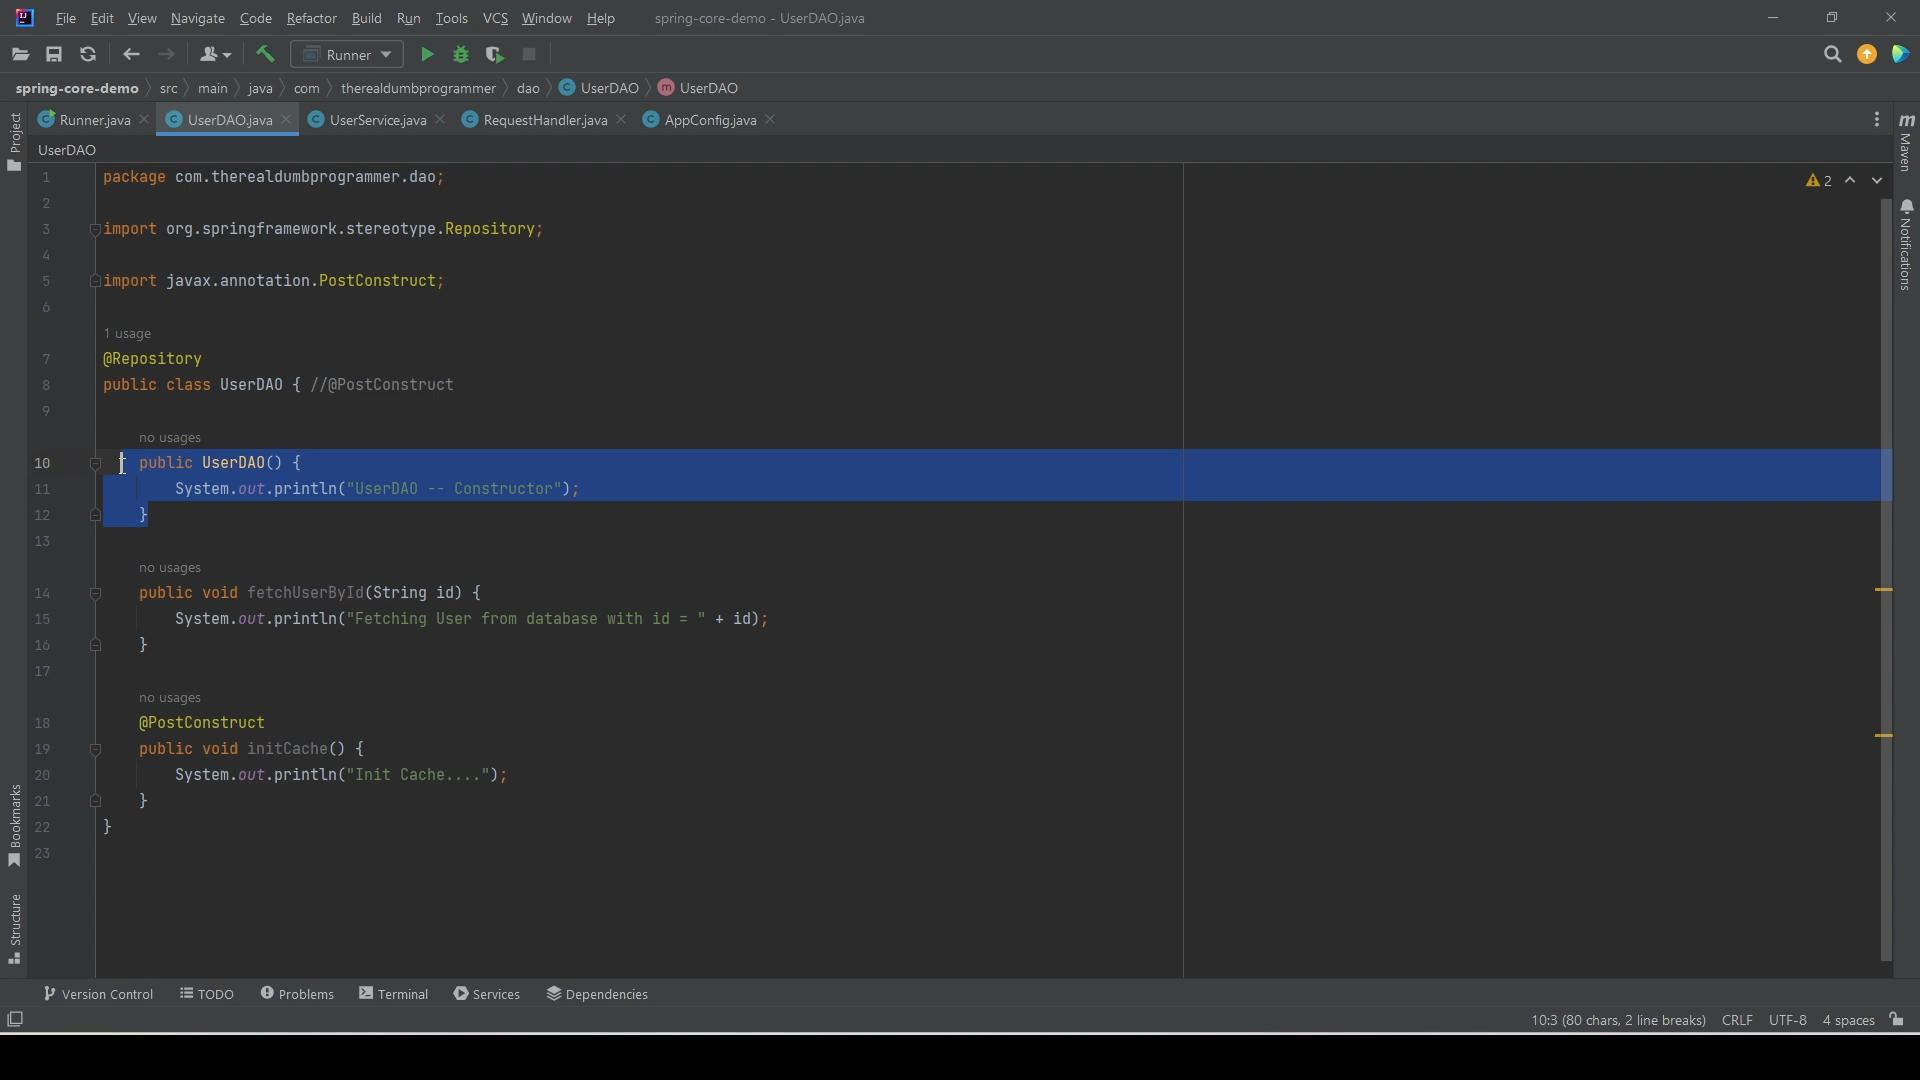 File Edit View Navigate Code Refactor Build Run Tools VCS Window Help spring-core-demo - UserDAO.java
Runner
spring-core-demo src main java com therealdumbprogrammer dao UserDAO UserDAO
Runner.java UserDAO.java UserService.java RequestHandler.java AppConfig.java
UserDAO
Project
Maven
Notifications
2
1 package com.therealdumbprogrammer.dao;
2
3 import org.springframework.stereotype.Repository;
4
5 import javax.annotation.PostConstruct;
6
1 usage
7 @Repository
8 public class UserDAO { //@PostConstruct
9
no usages
10 public UserDAO() {
11 System.out.println("UserDAO -- Constructor");
12 }
13
no usages
14 public void fetchUserById(String id) {
15 System.out.println("Fetching User from database with id = " + id);
16 }
17
no usages
18 @PostConstruct
19 public void initCache() {
20 System.out.println("Init Cache....");
21 }
22 }
23
Bookmarks
Structure
Version Control TODO Problems Terminal Services Dependencies
10:3 (80 chars, 2 line breaks) CRLF UTF-8 4 spaces